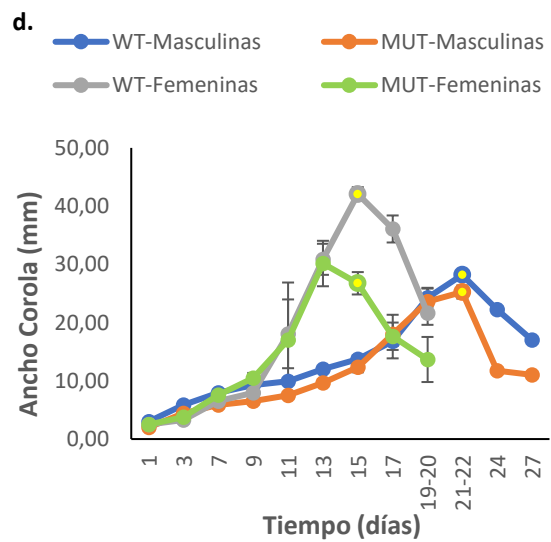 d.
WT-Masculinas MUT-Masculinas
WT-Femeninas MUT-Femeninas
Ancho Corola (mm)
50,00
40,00
30,00
20,00
10,00
0,00
1 3 7 9 11 13 15 17 19-20 21-22 24 27
Tiempo (días)